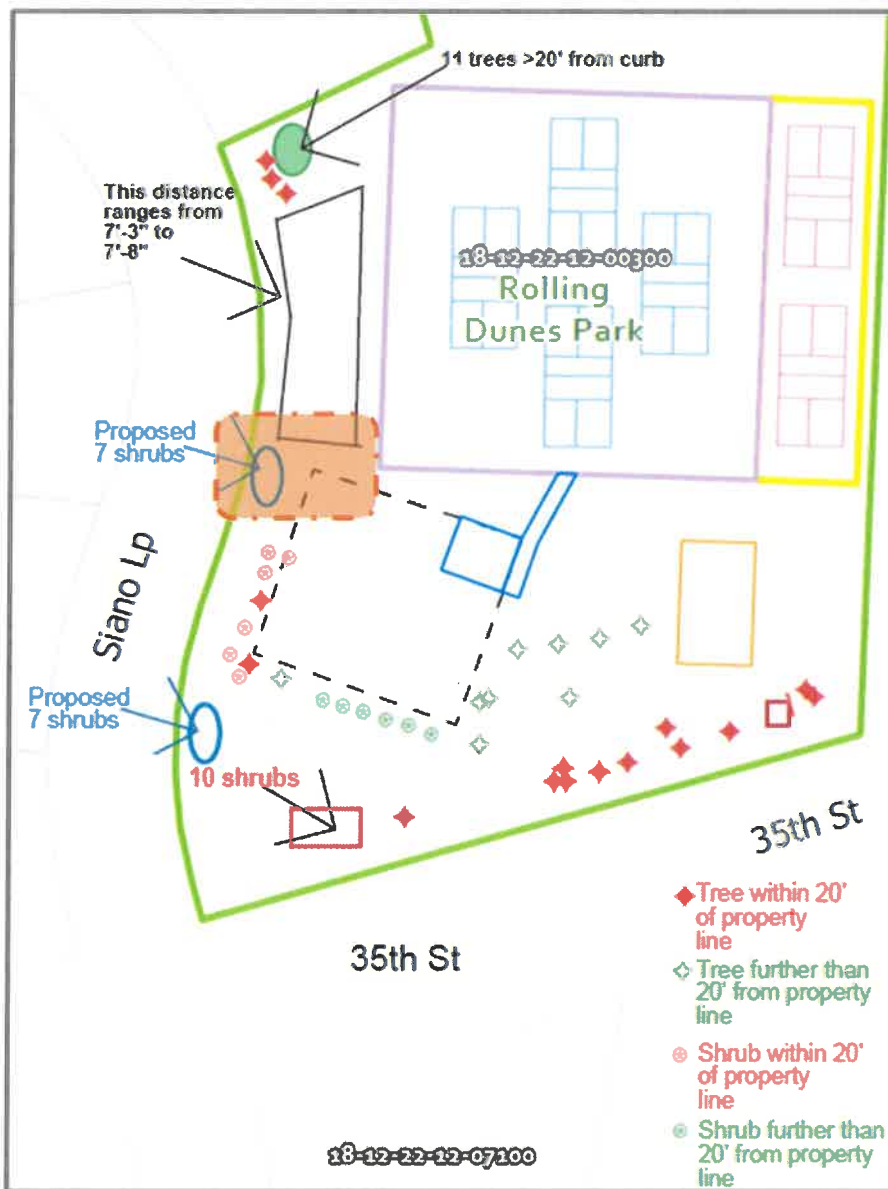 11 trees >20' from curb
This distance
ranges from
7'-3" to
7'-8"
18-12-22-12-00300
Rolling
Dunes Park
Proposed
7 shrubs
Siano Lp
Proposed
7 shrubs
10 shrubs
35th St
35th St
Tree within 20'
of property
line
Tree further than
20' from property
line
Shrub within 20'
of property
line
Shrub further than
20' from property
line
18-12-22-12-07100